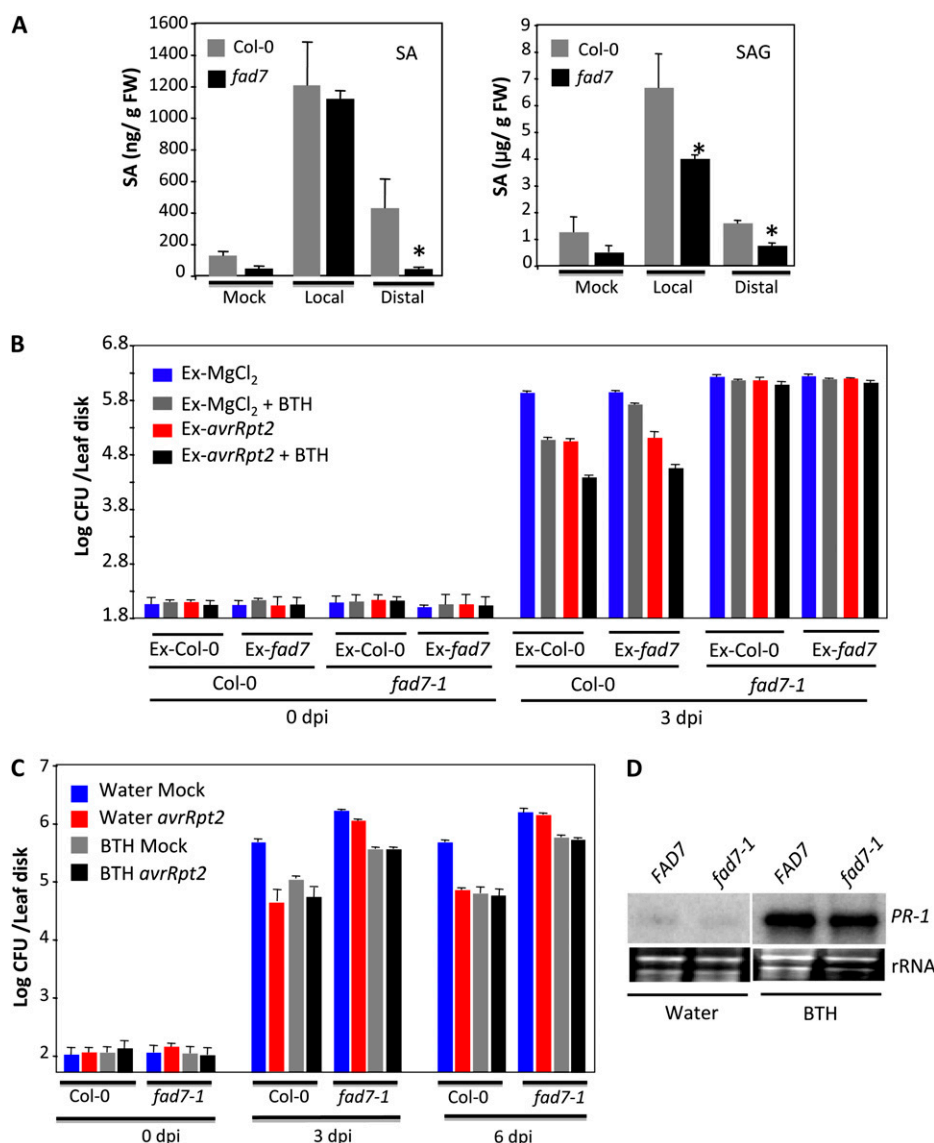 A
SA (ng/ g FW)
1600
1400
1200
1000
800
600
400
200
0
Col-0
fad7
SA
*
Mock Local Distal
SA (µg/ g FW)
9
8
7
6
5
4
3
2
1
0
Col-0
fad7
SAG
*
*
Mock Local Distal
B
Log CFU /Leaf disk
6.8
5.8
4.8
3.8
2.8
1.8
Ex-MgCl₂
Ex-MgCl₂ + BTH
Ex-avrRpt2
Ex-avrRpt2 + BTH
Ex-Col-0 Ex-fad7 Ex-Col-0 Ex-fad7 Ex-Col-0 Ex-fad7 Ex-Col-0 Ex-fad7
Col-0 fad7-1 Col-0 fad7-1
0 dpi 3 dpi
C
Log CFU /Leaf disk
7
6
5
4
3
2
Water Mock
Water avrRpt2
BTH Mock
BTH avrRpt2
Col-0 fad7-1 Col-0 fad7-1 Col-0 fad7-1
0 dpi 3 dpi 6 dpi
D
FAD7 fad7-1 FAD7 fad7-1
PR-1
rRNA
Water BTH